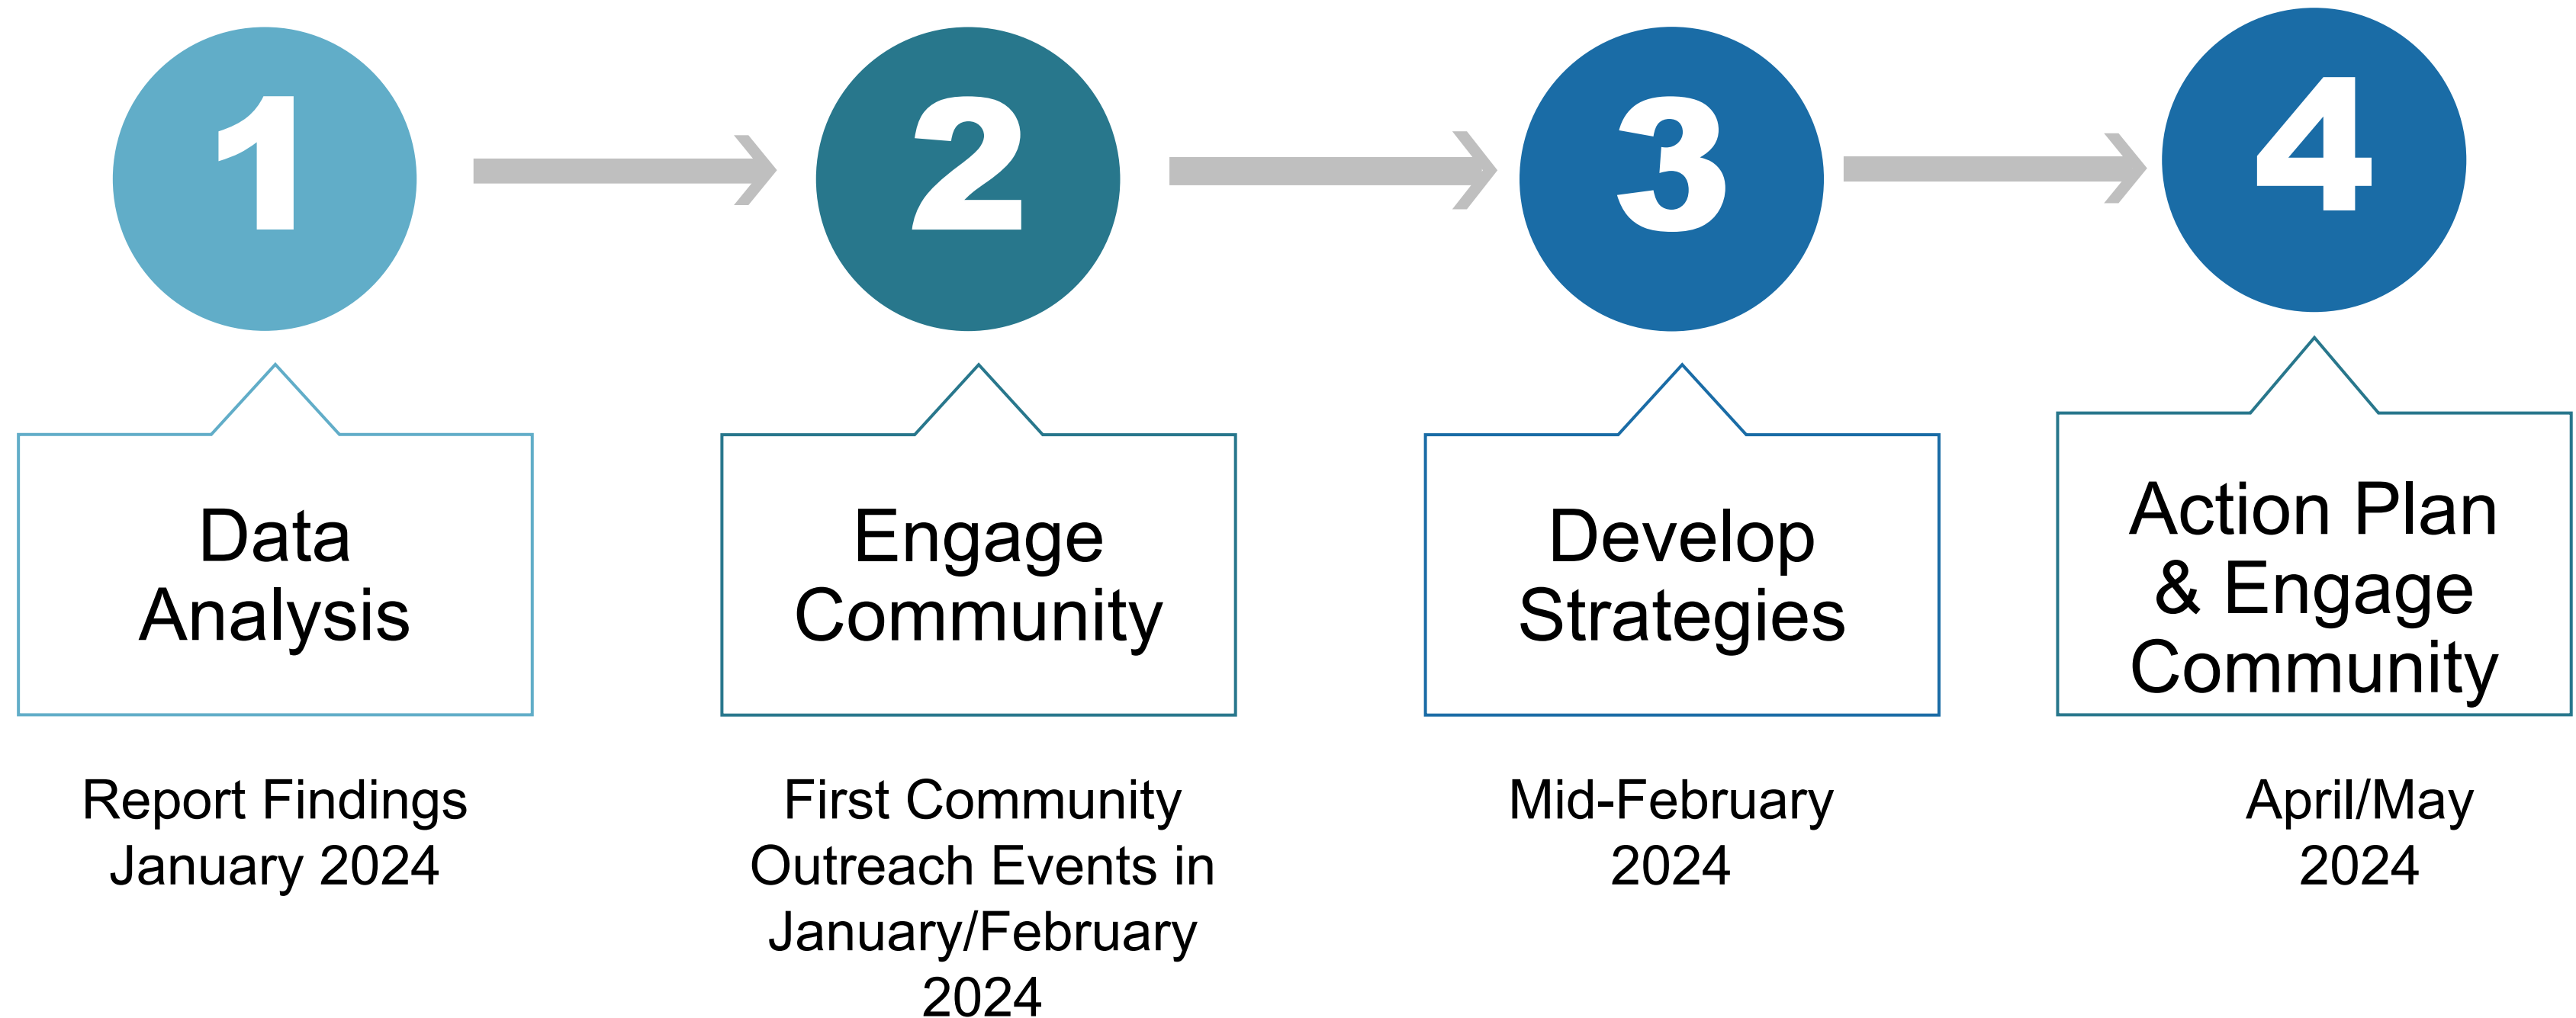 1
2
3
4
Data
Analysis
Engage
Community
Develop
Strategies
Action Plan
& Engage
Community
Report Findings
January 2024
First Community
Outreach Events in
January/February
2024
Mid-February
2024
April/May
2024